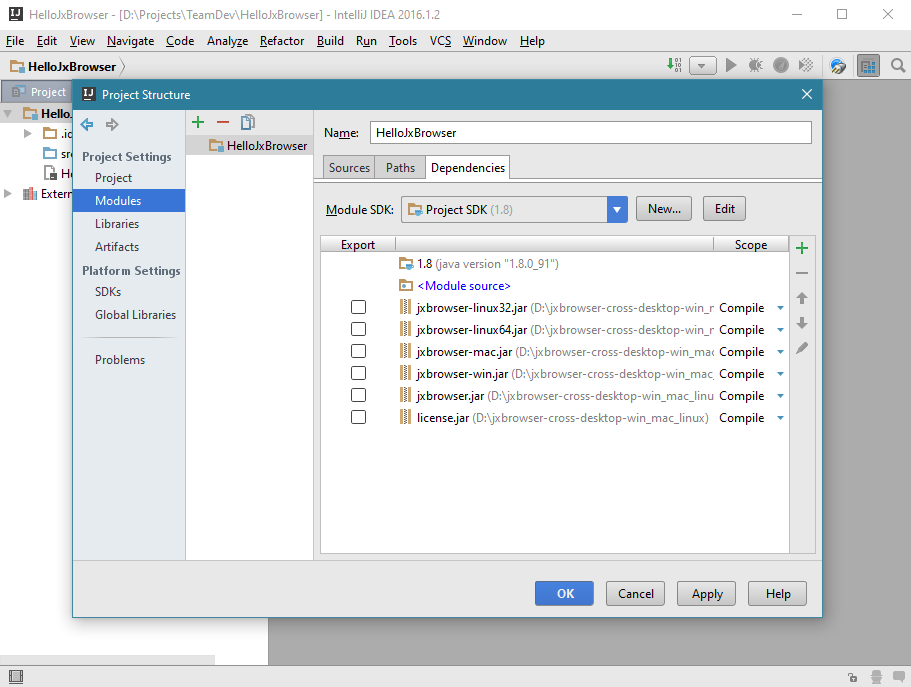 HelloJxBrowser - [D:\Projects\TeamDev\HelloJxBrowser] - IntelliJ IDEA 2016.1.2
File Edit View Navigate Code Analyze Refactor Build Run Tools VCS Window Help
HelloJxBrowser
Project
Hello
.id
src
He
Extern
Project Structure
Project Settings
Project
Modules
Libraries
Artifacts
Platform Settings
SDKs
Global Libraries
Problems
HelloJxBrowser
Name: HelloJxBrowser
Sources Paths Dependencies
Module SDK: Project SDK (1.8) New... Edit
Export Scope
1.8 (java version "1.8.0_91")
<Module source>
jxbrowser-linux32.jar (D:\jxbrowser-cross-desktop-win_r Compile
jxbrowser-linux64.jar (D:\jxbrowser-cross-desktop-win_r Compile
jxbrowser-mac.jar (D:\jxbrowser-cross-desktop-win_mac Compile
jxbrowser-win.jar (D:\jxbrowser-cross-desktop-win_mac_ Compile
jxbrowser.jar (D:\jxbrowser-cross-desktop-win_mac_linu Compile
license.jar (D:\jxbrowser-cross-desktop-win_mac_linux) Compile
OK Cancel Apply Help